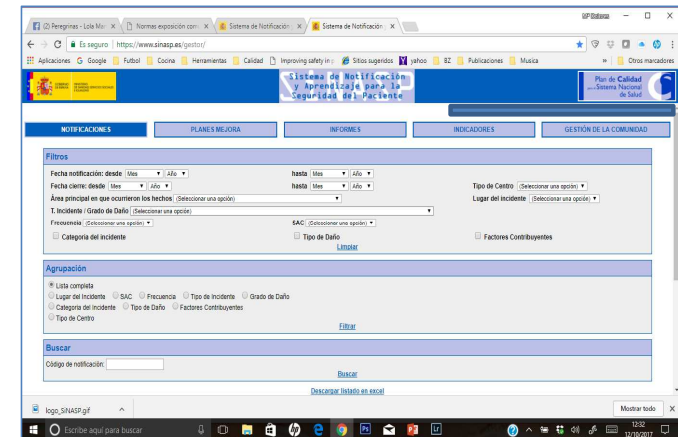 (2) Peregrinas - Lola Mar
Normas exposición com
Sistema de Notificación
Sistema de Notificación
Es seguro https://www.sinasp.es/gestor/
Aplicaciones Google Futbol Cocina Herramientas Calidad Improving safety in p Sitios sugeridos yahoo BZ Publicaciones Musica » Otros marcadores
Sistema de Notificación
y Aprendizaje para la
Seguridad del Paciente
Plan de Calidad
Sistema Nacional
de Salud
NOTIFICACIONES PLANES MEJORA INFORMES INDICADORES GESTIÓN DE LA COMUNIDAD
Filtros
Fecha notificación: desde Mes Año hasta Mes Año
Fecha cierre: desde Mes Año hasta Mes Año Tipo de Centro (Seleccionar una opción)
Área principal en que ocurrieron los hechos (Seleccionar una opción) Lugar del incidente (Seleccionar una opción)
T. Incidente / Grado de Daño (Seleccionar una opción)
Frecuencia (Seleccionar una opción) SAC (Seleccionar una opción)
Categoria del incidente Tipo de Daño Factores Contribuyentes
Limpiar
Agrupación
Lista completa
Lugar del Incidente SAC Frecuencia Tipo de Incidente Grado de Daño
Categoria del Incidente Tipo de Daño Factores Contribuyentes
Tipo de Centro
Filtrar
Buscar
Código de notificación:
Buscar
Descargar listado en excel
logo_SiNASP.gif Mostrar todo X
Escribe aquí para buscar
12:32
12/10/2017